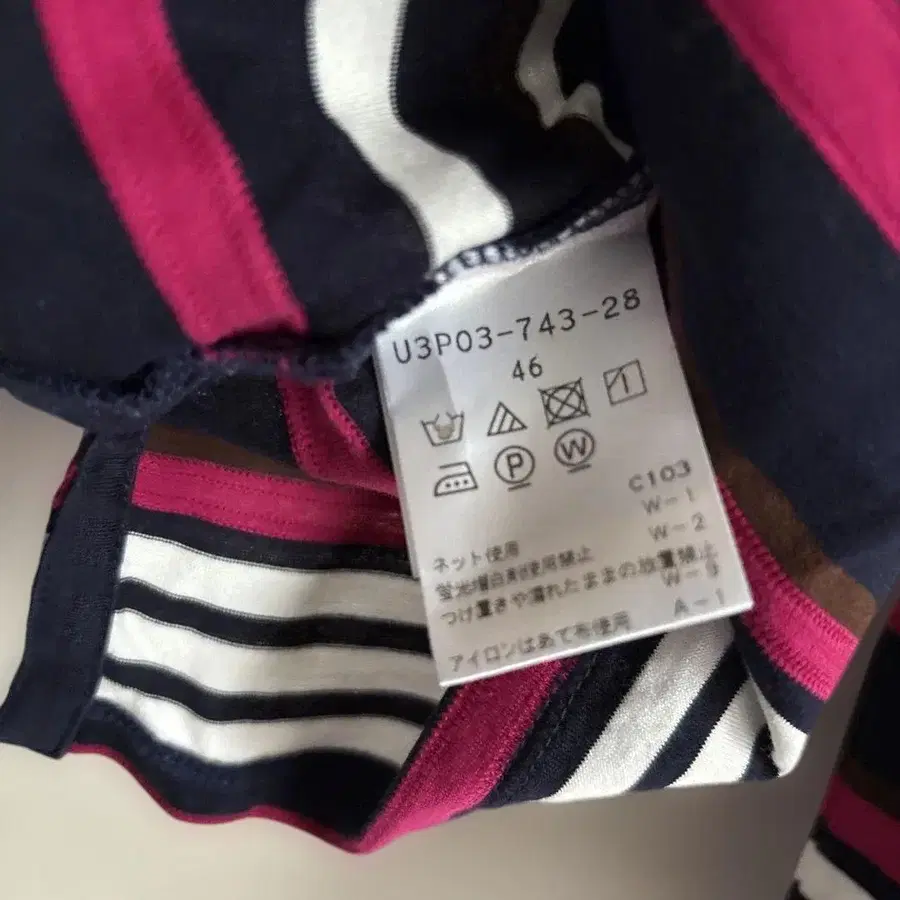 U3P03-743-28
46
P W
C103
W-1
ネット使用 W-2
蛍光増白剤使用禁止
つけ置きや濡れたままの放置禁止
W-9
A-1
アイロンはあて布使用